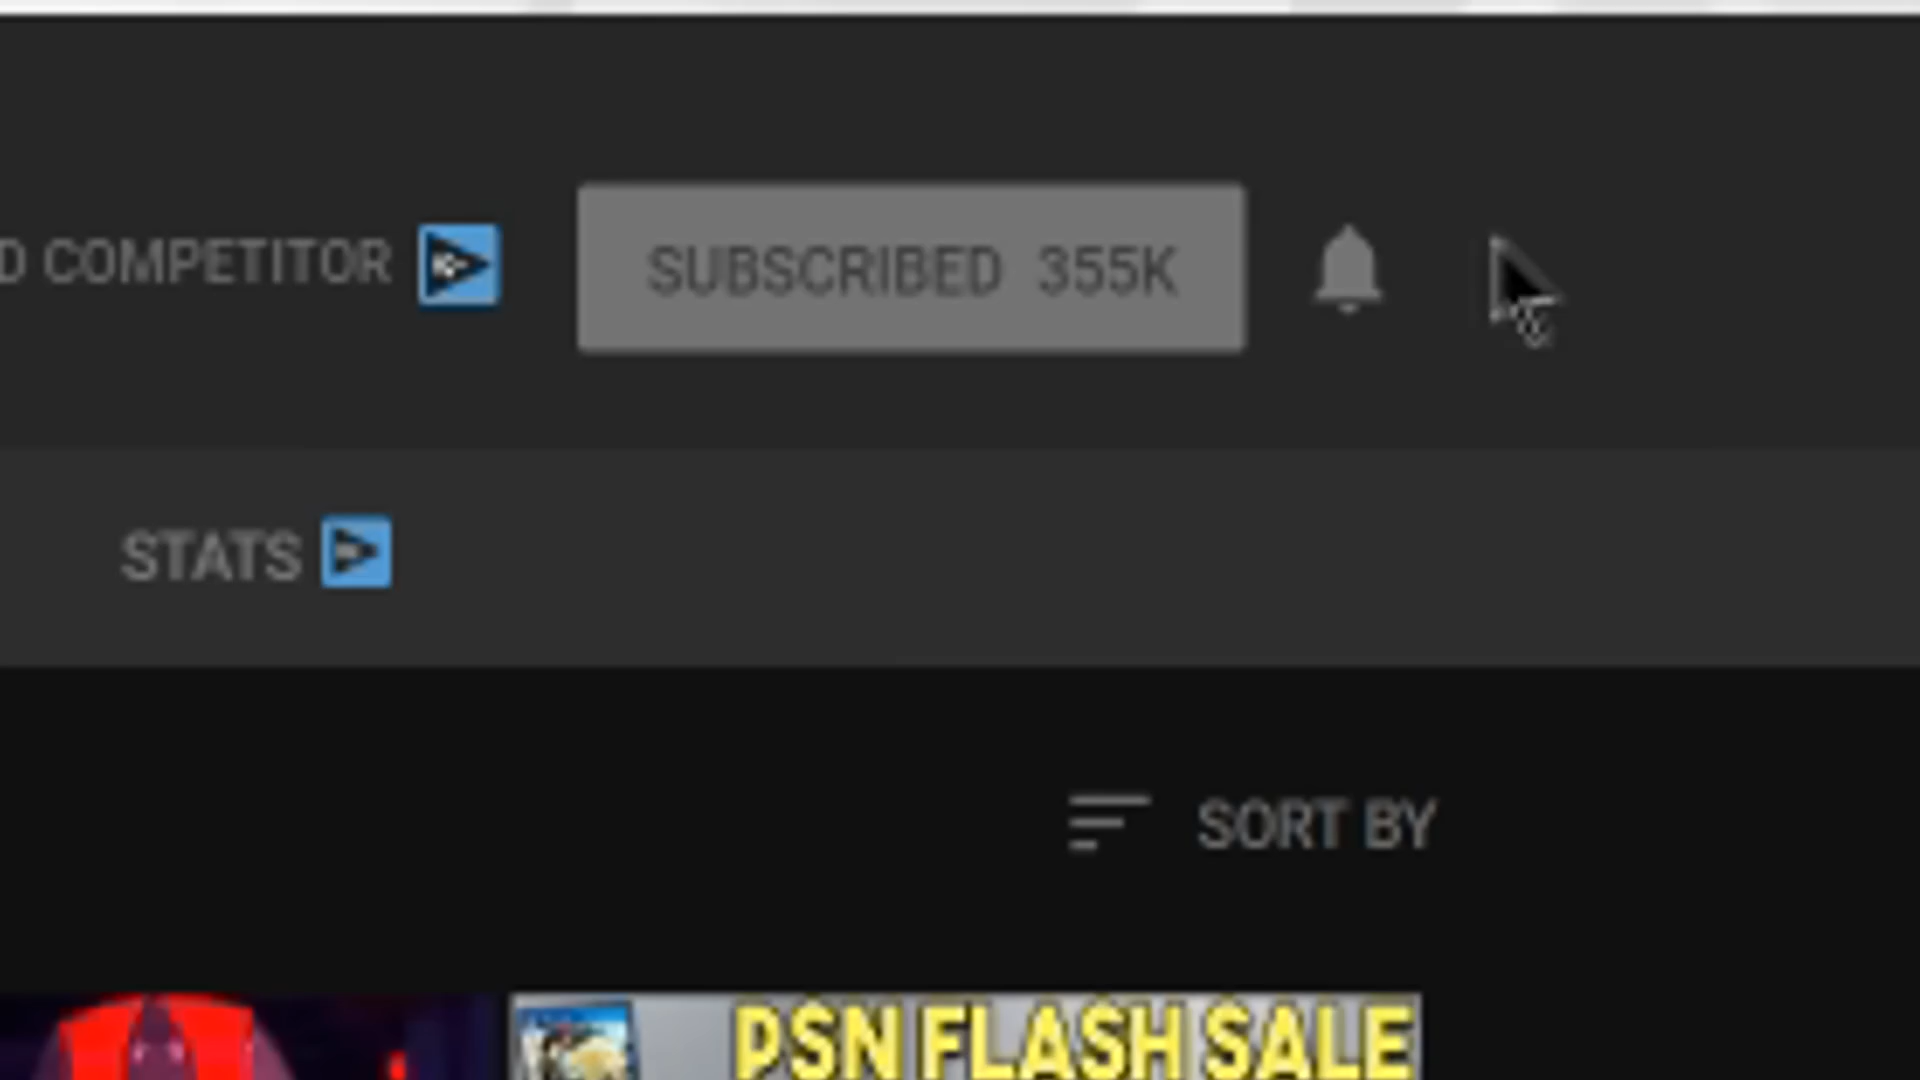 D COMPETITOR
SUBSCRIBED 355K
STATS
SORT BY
PSN FLASH SALE